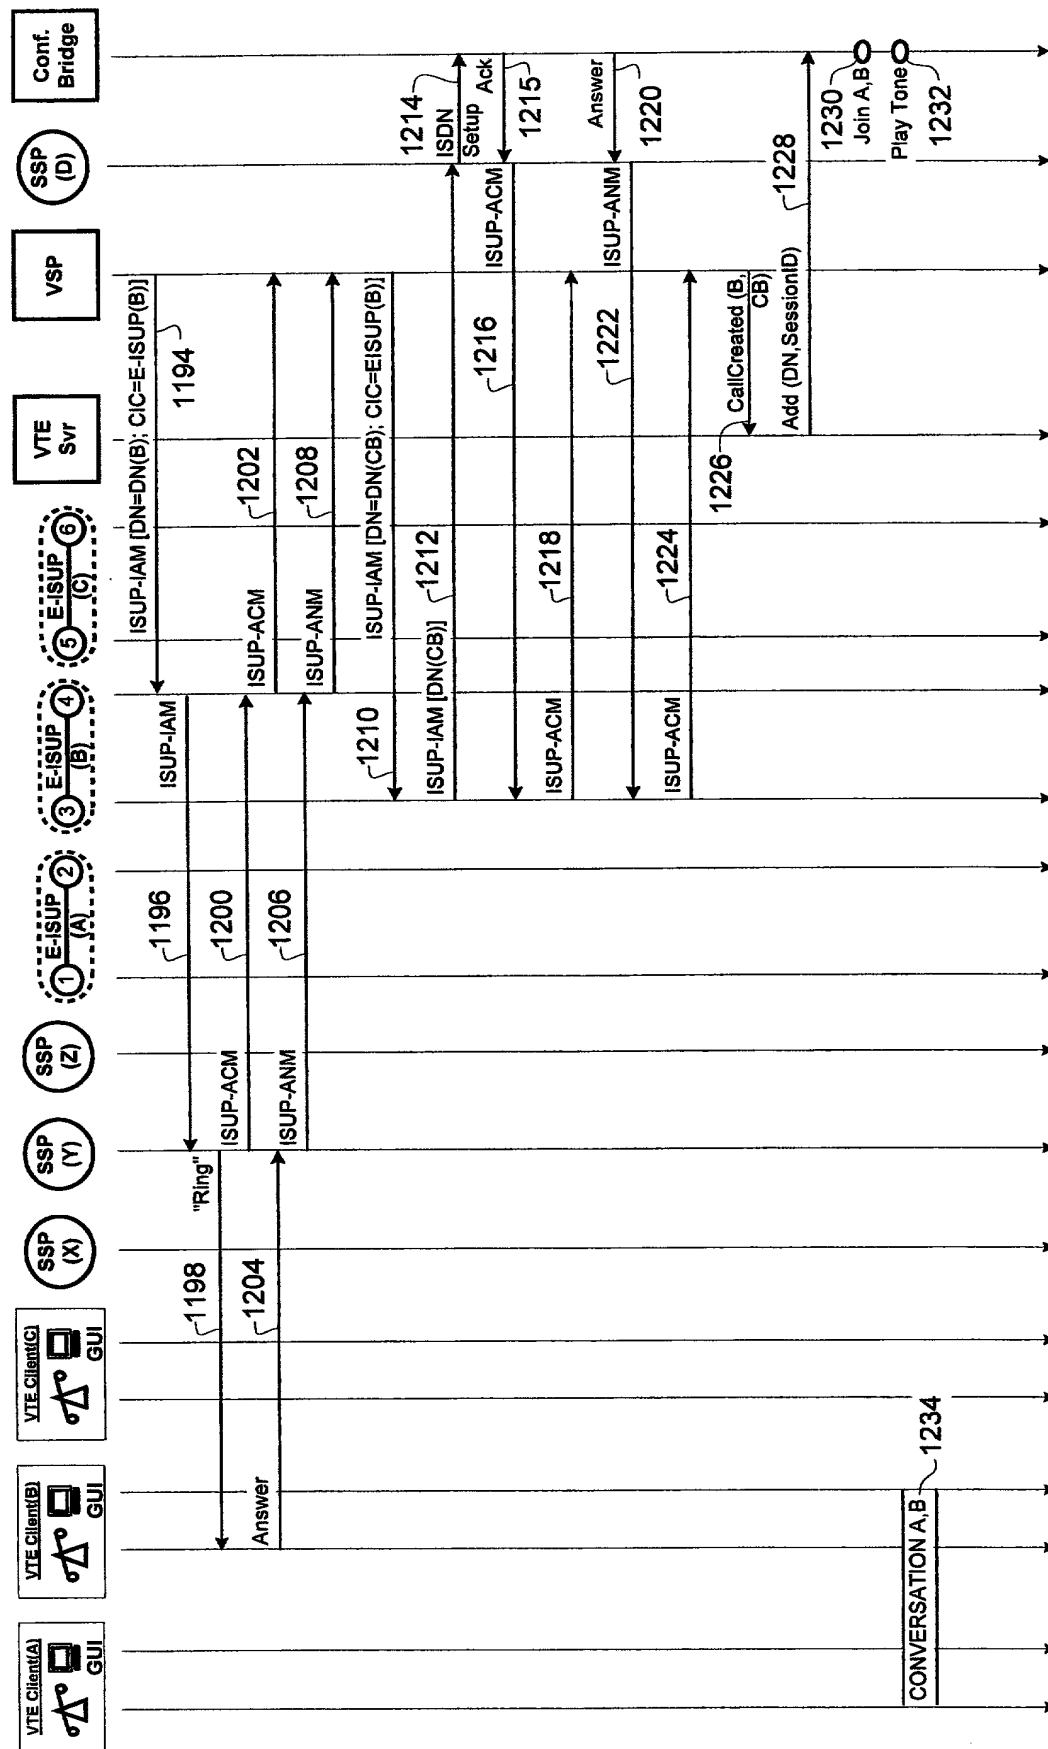 VTE Client(A)
GUI
VTE Client(B)
GUI
VTE Client(C)
GUI
SSP
(X)
SSP
(Y)
SSP
(Z)
1
E-ISUP
(A)
2
3
E-ISUP
(B)
4
5
E-ISUP
(C)
6
VTE
Svr
VSP
SSP
(D)
Conf.
Bridge
ISUP-IAM [DN=DN(B); CIC=E-ISUP(B)]
1194
ISUP-IAM
1196
"Ring"
1198
ISUP-ACM
1200
ISUP-ACM
1202
Answer
1204
ISUP-ANM
1206
ISUP-ANM
1208
ISUP-IAM [DN=DN(CB); CIC=EISUP(B)]
1210
ISUP-IAM [DN(CB)]
1212
1214
ISDN
Setup
Ack
1215
ISUP-ACM
1216
ISUP-ACM
1218
Answer
1220
ISUP-ANM
1222
ISUP-ACM
1224
CallCreated (B,
CB)
1226
Add (DN,SessionID)
1228
1230
Join A,B
Play Tone
1232
CONVERSATION A,B
1234